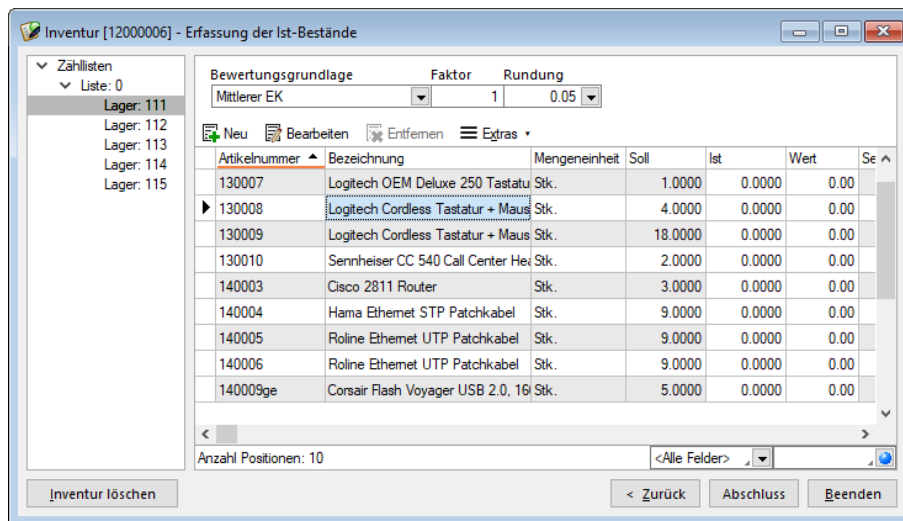 Inventur [12000006] - Erfassung der Ist-Bestände
Zähllisten
Liste: 0
Lager: 111
Lager: 112
Lager: 113
Lager: 114
Lager: 115
Bewertungsgrundlage Faktor Rundung
Mittlerer EK 1 0.05
Neu Bearbeiten Entfernen Extras
Artikelnummer Bezeichnung Mengeneinheit Soll Ist Wert Se
130007 Logitech OEM Deluxe 250 Tastatu Stk. 1.0000 0.0000 0.00
130008 Logitech Cordless Tastatur + Maus Stk. 4.0000 0.0000 0.00
130009 Logitech Cordless Tastatur + Maus Stk. 18.0000 0.0000 0.00
130010 Sennheiser CC 540 Call Center Hea Stk. 2.0000 0.0000 0.00
140003 Cisco 2811 Router Stk. 3.0000 0.0000 0.00
140004 Hama Ethernet STP Patchkabel Stk. 9.0000 0.0000 0.00
140005 Roline Ethernet UTP Patchkabel Stk. 9.0000 0.0000 0.00
140006 Roline Ethernet UTP Patchkabel Stk. 9.0000 0.0000 0.00
140009ge Corsair Flash Voyager USB 2.0, 16 Stk. 5.0000 0.0000 0.00
Anzahl Positionen: 10 <Alle Felder>
Inventur löschen < Zurück Abschluss Beenden